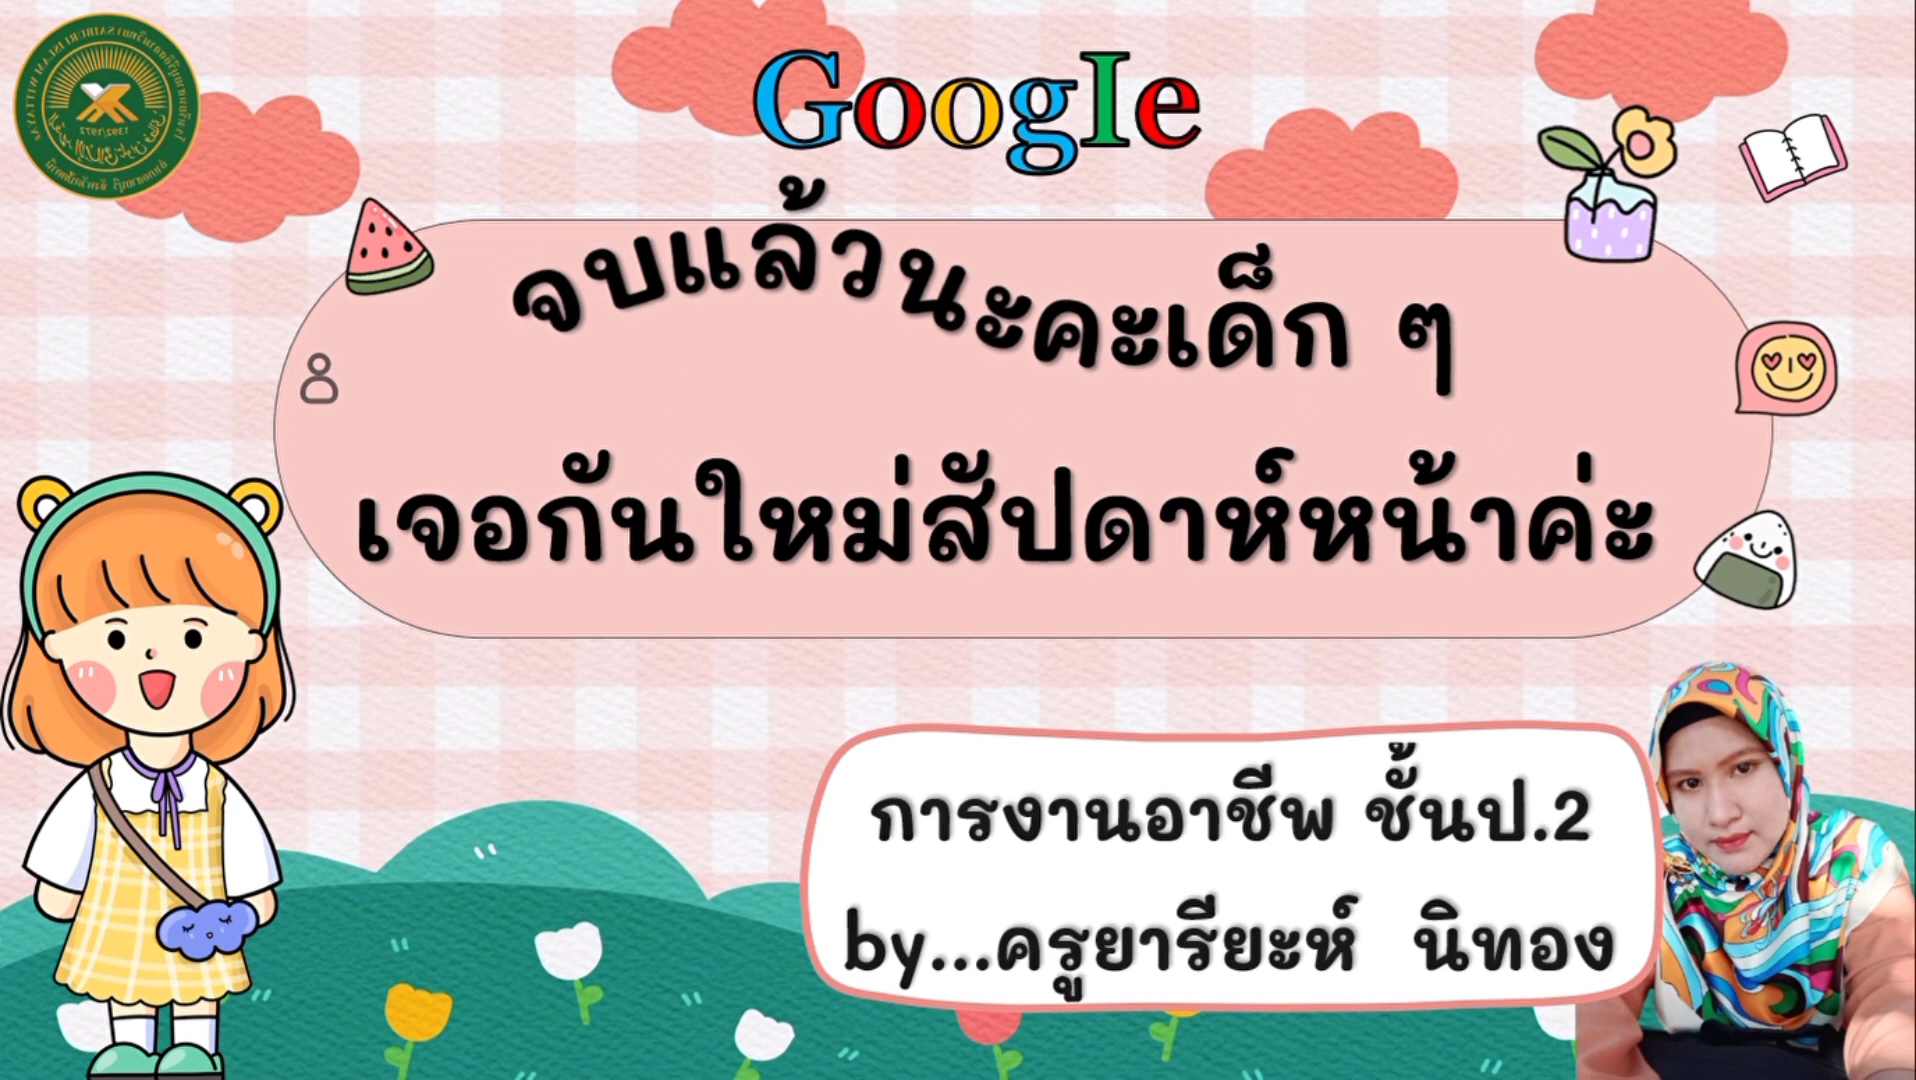 GoogIe
จบแล้วนะคะเด็ก ๆ
เจอกันใหม่สัปดาห์หน้าค่ะ
การงานอาชีพ ชั้นป.2
by...ครูยารียะห์ นิทอง